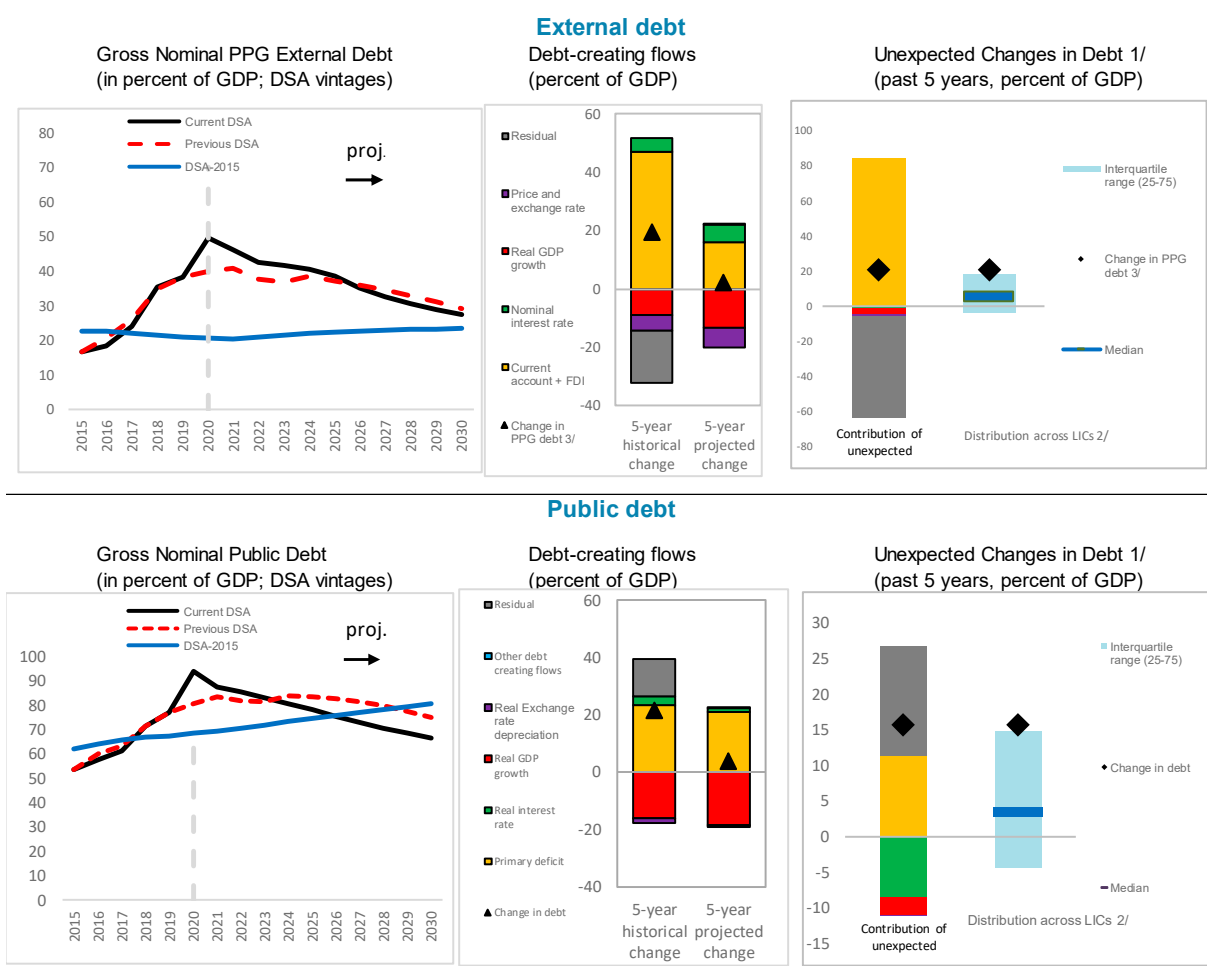 External debt
Gross Nominal PPG External Debt
(in percent of GDP; DSA vintages)
Debt-creating flows
(percent of GDP)
Unexpected Changes in Debt 1/
(past 5 years, percent of GDP)
Current DSA
Previous DSA
DSA-2015
proj.
80
70
60
50
40
30
20
10
0
2015
2016
2017
2018
2019
2020
2021
2022
2023
2024
2025
2026
2027
2028
2029
2030
Residual
Price and
exchange rate
Real GDP
growth
Nominal
interest rate
Current
account + FDI
Change in
PPG debt 3/
60
40
20
0
-20
-40
5-year
historical
change
5-year
projected
change
100
80
60
40
20
0
-20
-40
-60
-80
Interquartile
range (25-75)
Change in PPG
debt 3/
Median
Contribution of
unexpected
Distribution across LICs 2/
Public debt
Gross Nominal Public Debt
(in percent of GDP; DSA vintages)
Debt-creating flows
(percent of GDP)
Unexpected Changes in Debt 1/
(past 5 years, percent of GDP)
Current DSA
Previous DSA
DSA-2015
proj.
100
90
80
70
60
50
40
30
20
10
0
2015
2016
2017
2018
2019
2020
2021
2022
2023
2024
2025
2026
2027
2028
2029
2030
Residual
Other debt
creating flows
Real Exchange
rate
depreciation
Real GDP
growth
Real interest
rate
Primary deficit
Change in debt
60
40
20
0
-20
-40
5-year
historical
change
5-year
projected
change
30
25
20
15
10
5
0
-5
-10
-15
Interquartile
range (25-75)
Change in debt
Median
Contribution of
unexpected
Distribution across LICs 2/